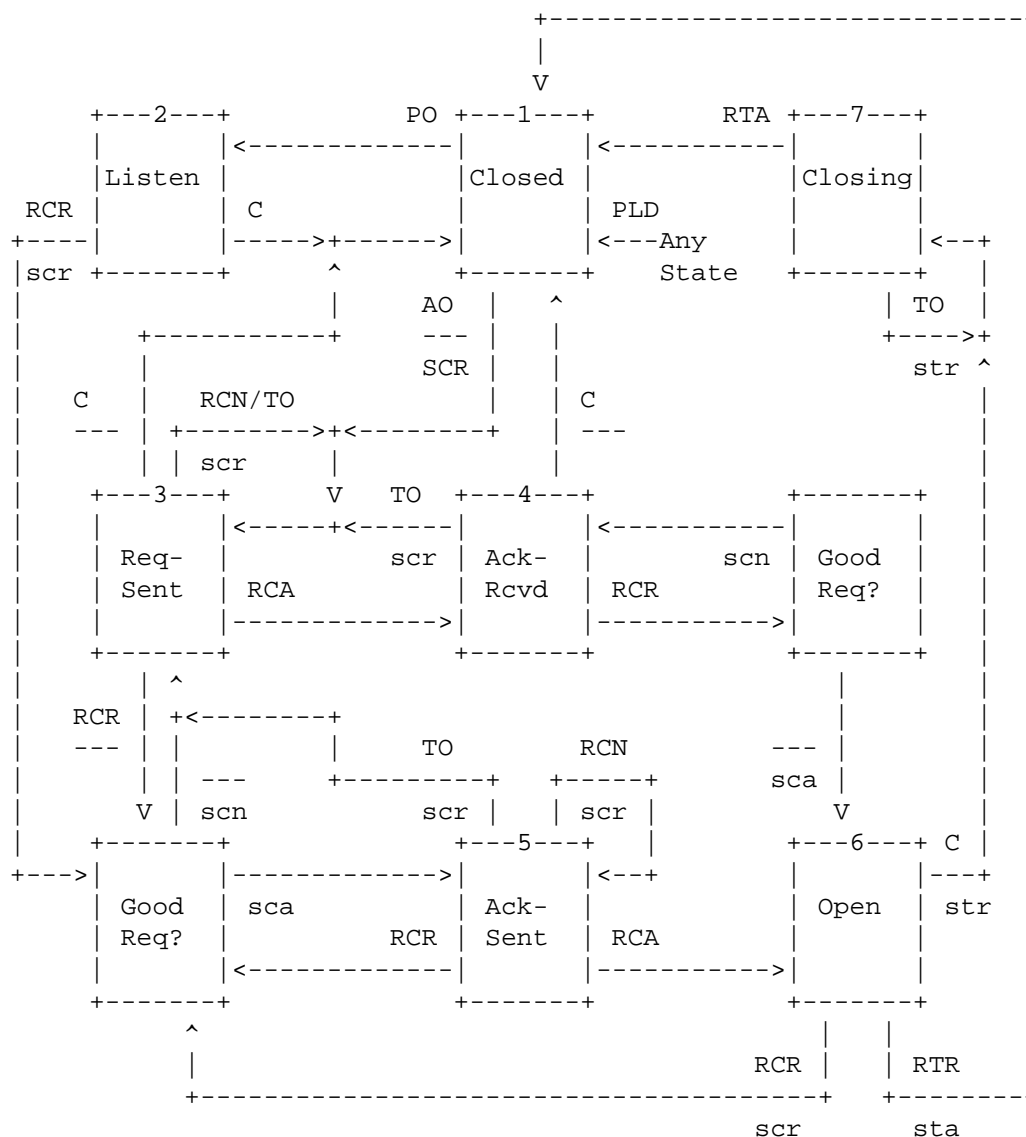 +---2---+ PO +---1---+ RTA +---7---+
Listen Closed Closing
RCR C PLD
Any
scr State
AO TO
---
SCR str
C RCN/TO C
--- ---
scr
+---3---+ TO +---4---+
Req- scr Ack- scn Good
Sent RCA Rcvd RCR Req?
RCR
--- TO RCN ---
sca
--- scn scr scr
+---5---+ +---6---+ C
Good sca Ack- Open str
Req? RCR Sent RCA
RCR RTR
scr sta